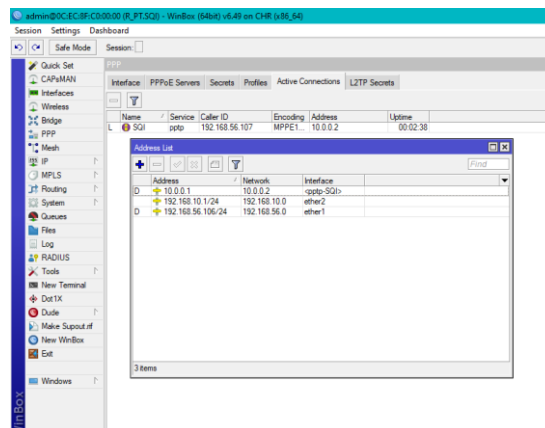 admin@0C:EC:8F:C0:00:00 (R_PT.SQI) - WinBox (64bit) v6.49 on CHR (x86_64)
Session Settings Dashboard
Safe Mode Session:
Quick Set
CAPsMAN
Interfaces
Wireless
Bridge
PPP
Mesh
IP
MPLS
Routing
System
Queues
Files
Log
RADIUS
Tools
New Terminal
Dot1X
Dude
Make Supout.rif
New WinBox
Exit
Windows
WinBox
PPP
Interface PPPoE Servers Secrets Profiles Active Connections L2TP Secrets
Name Service Caller ID Encoding Address Uptime
L SQI pptp 192.168.56.107 MPPE1... 10.0.0.2 00:02:38
Address List
Find
Address Network Interface
D 10.0.0.1 10.0.0.2 <pptp-SQI>
192.168.10.1/24 192.168.10.0 ether2
D 192.168.56.106/24 192.168.56.0 ether1
3 items